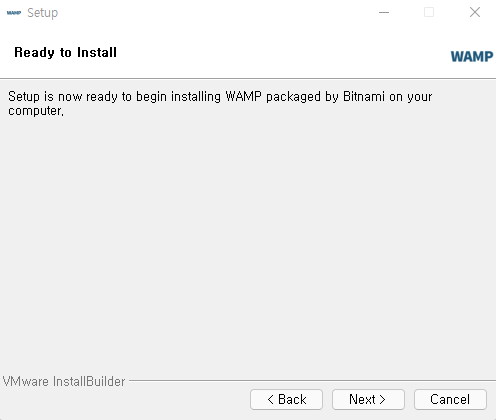 WAMP Setup
Ready to Install
WAMP
Setup is now ready to begin installing WAMP packaged by Bitnami on your
computer.
VMware InstallBuilder
< Back Next > Cancel